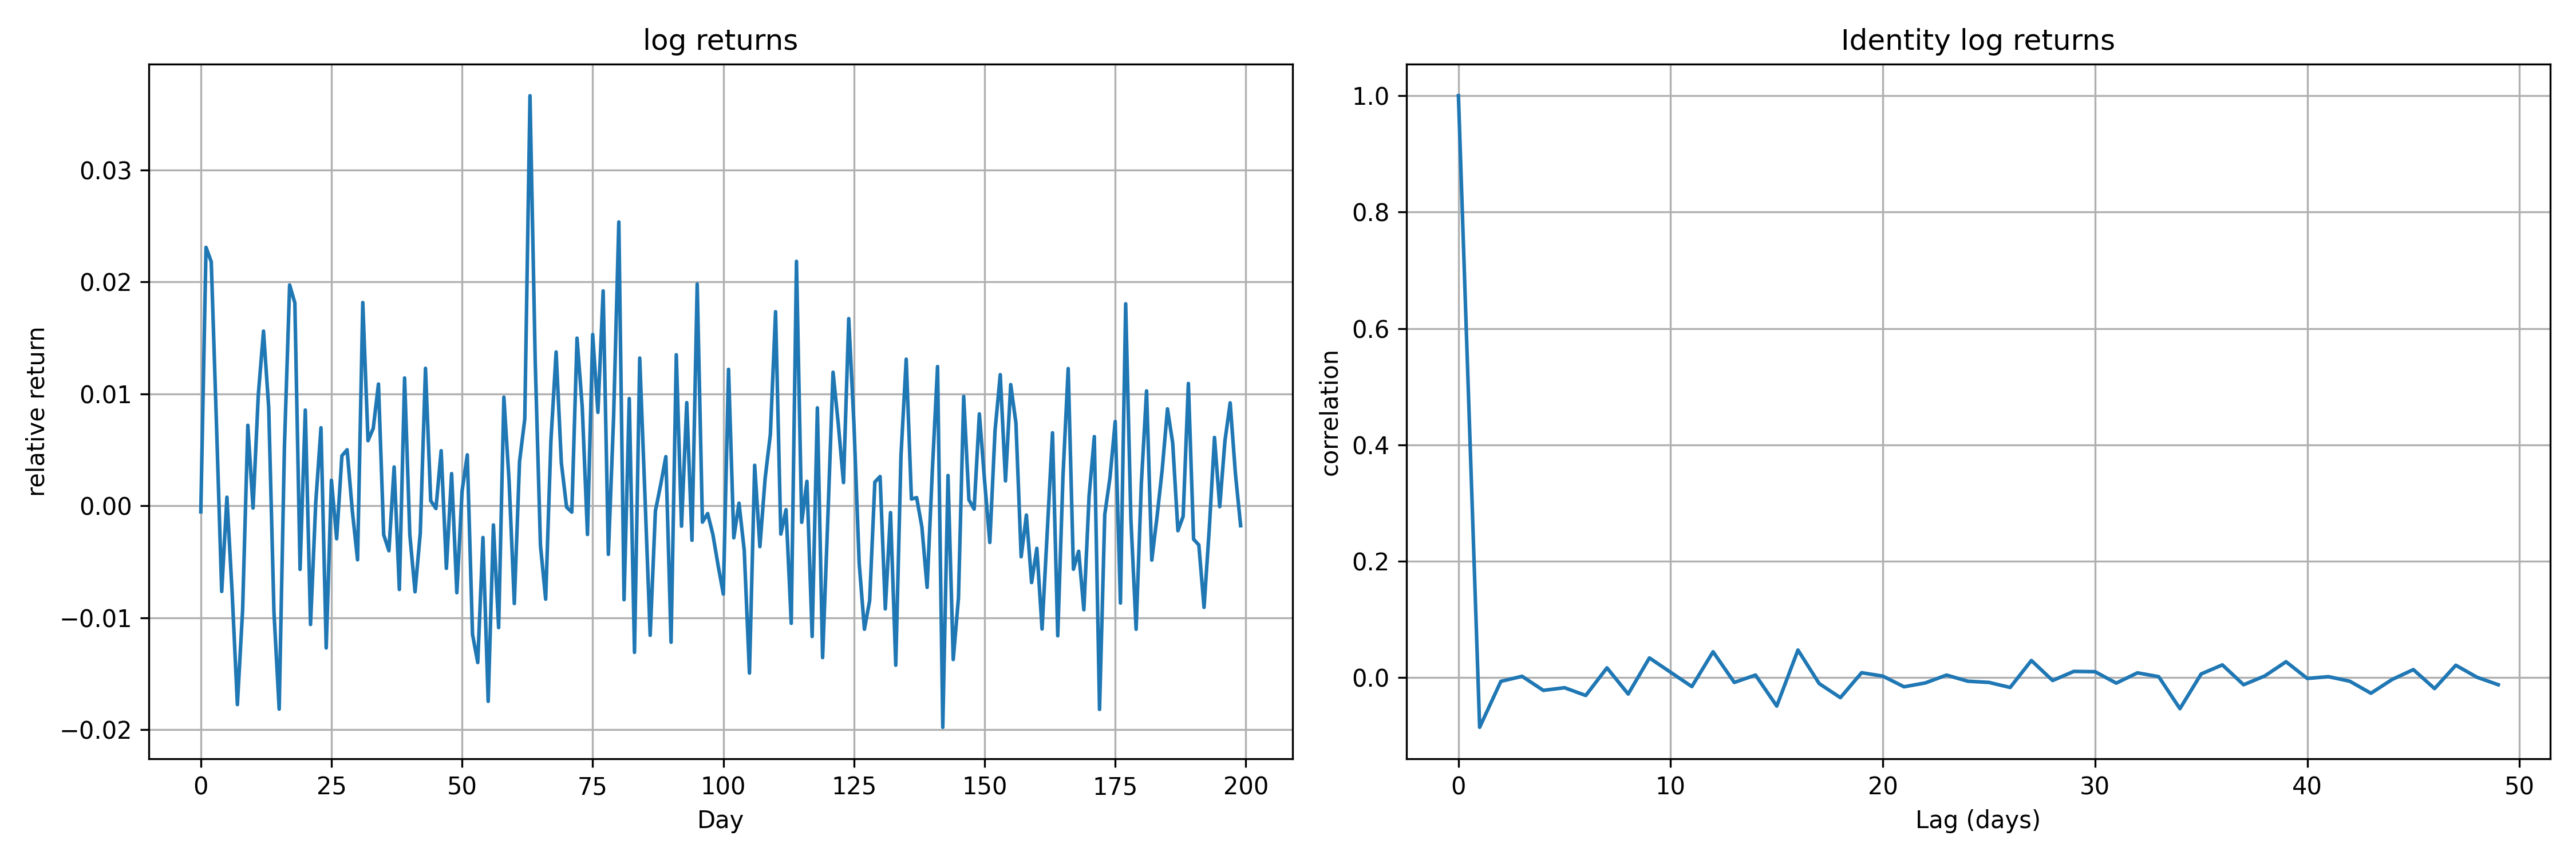 log returns
relative return
0.03
0.02
0.01
0.00
−0.01
−0.02
0 25 50 75 100 125 150 175 200
Day
Identity log returns
correlation
1.0
0.8
0.6
0.4
0.2
0.0
0 10 20 30 40 50
Lag (days)